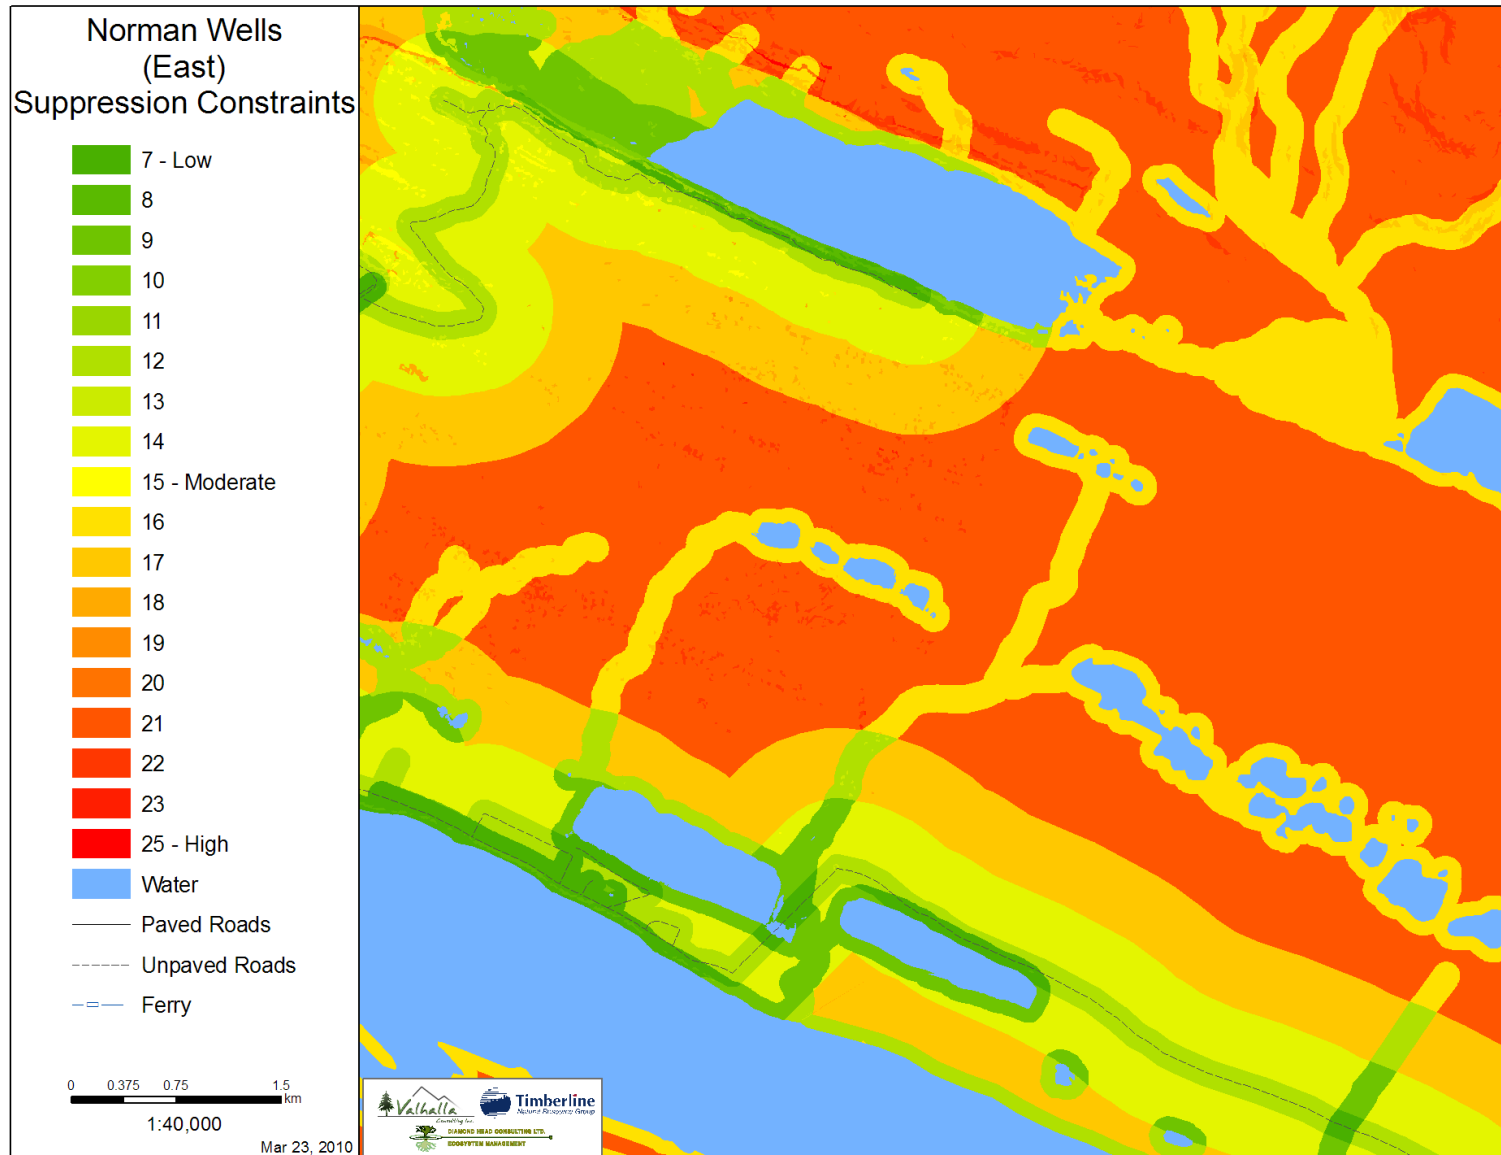 Norman Wells
(East)
Suppression Constraints
7 - Low
8
9
10
11
12
13
14
15 - Moderate
16
17
18
19
20
21
22
23
25 - High
Water
Paved Roads
Unpaved Roads
Ferry
0 0.375 0.75 1.5
km
1:40,000
Mar 23, 2010
Valhalla
Consulting Inc.
Timberline
Natural Resource Group
DIAMOND HEAD CONSULTING LTD.
ECOSYSTEM MANAGEMENT